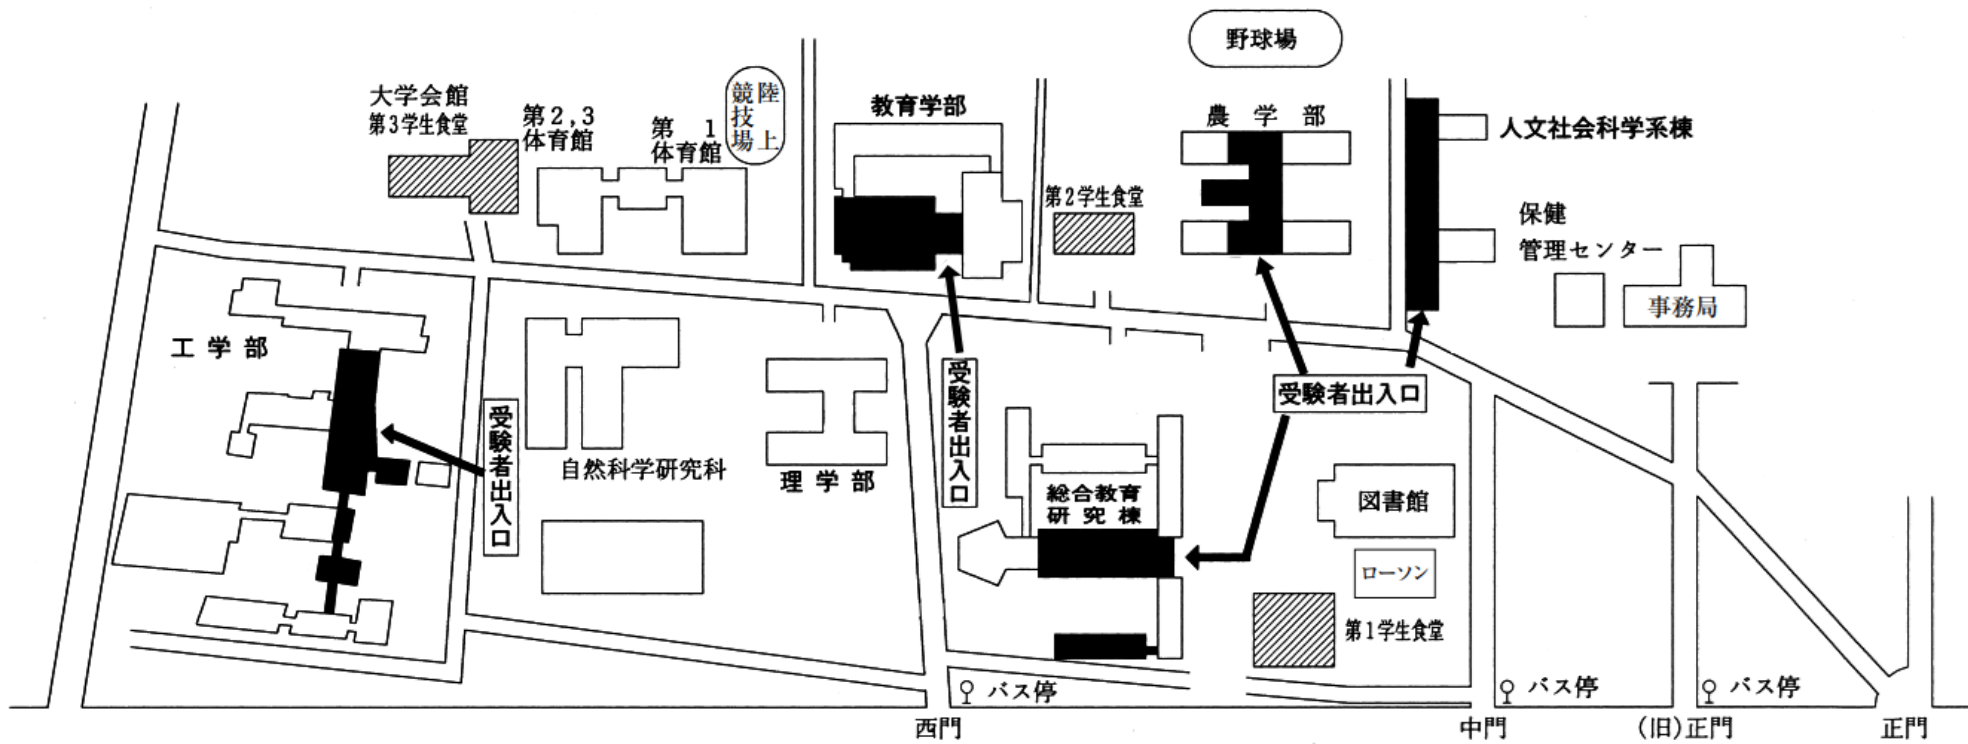 野球場
大学会館
第3学生食堂
第2,3
体育館
第1
体育館
陸上
競技場
教育学部
農学部
人文社会科学系棟
第2学生食堂
保健
管理センター
事務局
工学部
受験者出入口
自然科学研究科
理学部
受験者出入口
受験者出入口
総合教育
研究棟
図書館
ローソン
第1学生食堂
バス停
バス停
バス停
西門
中門
(旧)正門
正門